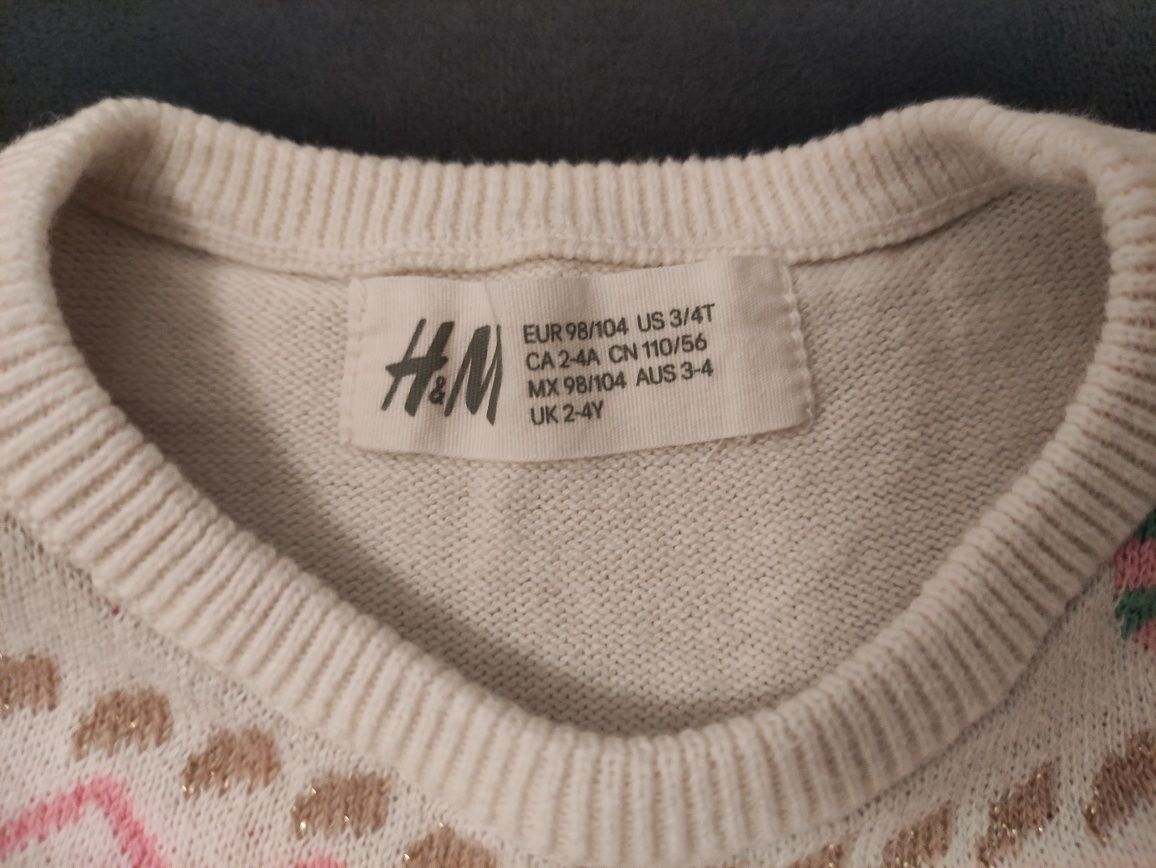 H&M
EUR 98/104 US 3/4T
CA 2-4A CN 110/56
MX 98/104 AUS 3-4
UK 2-4Y